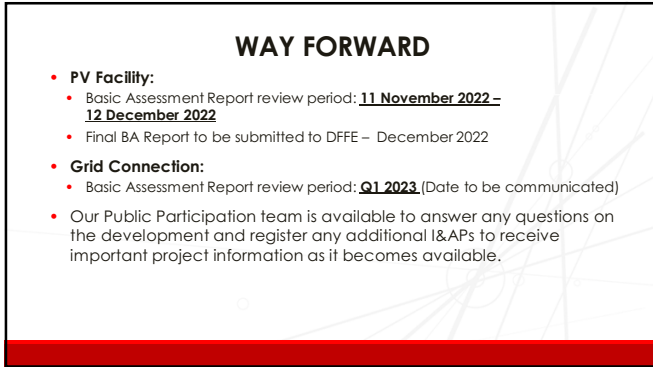 WAY FORWARD
• PV Facility:
• Basic Assessment Report review period: 11 November 2022 –
12 December 2022
• Final BA Report to be submitted to DFFE – December 2022
• Grid Connection:
• Basic Assessment Report review period: Q1 2023 (Date to be communicated)
• Our Public Participation team is available to answer any questions on
the development and register any additional I&APs to receive
important project information as it becomes available.